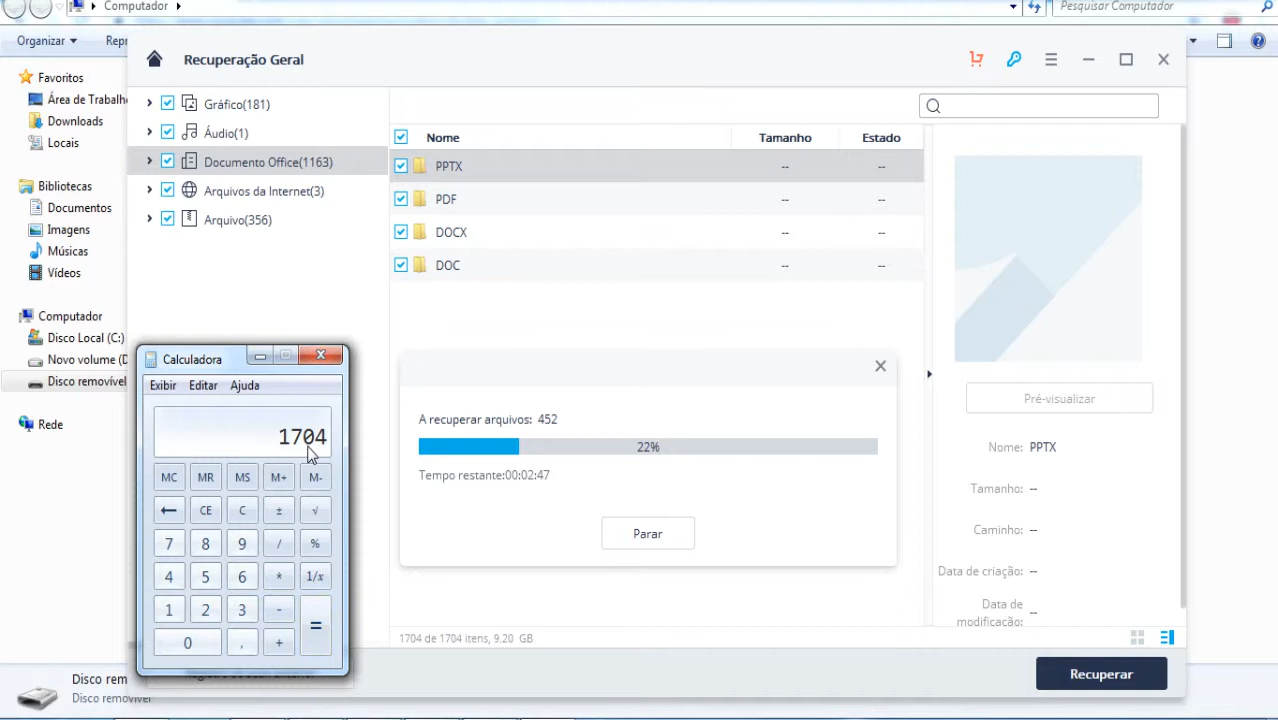 Computador
Pesquisar Computador
Organizar
Repr
Favoritos
Área de Trabalh
Downloads
Locais
Bibliotecas
Documentos
Imagens
Músicas
Vídeos
Computador
Disco Local (C:)
Novo volume (D
Disco removível
Rede
Disco rem
Disco removível
Recuperação Geral
Gráfico(181)
Áudio(1)
Documento Office(1163)
Arquivos da Internet(3)
Arquivo(356)
Nome Tamanho Estado
PPTX -- --
PDF -- --
DOCX -- --
DOC -- --
A recuperar arquivos: 452
22%
Tempo restante:00:02:47
Parar
Pré-visualizar
Nome: PPTX
Tamanho: --
Caminho: --
Data de criação: --
Data de
modificação: --
1704 de 1704 itens, 9.20 GB
Recuperar
Calculadora
Exibir Editar Ajuda
1704
MC MR MS M+ M-
← CE C ± √
7 8 9 / %
4 5 6 * 1/x
1 2 3 - =
0 , +